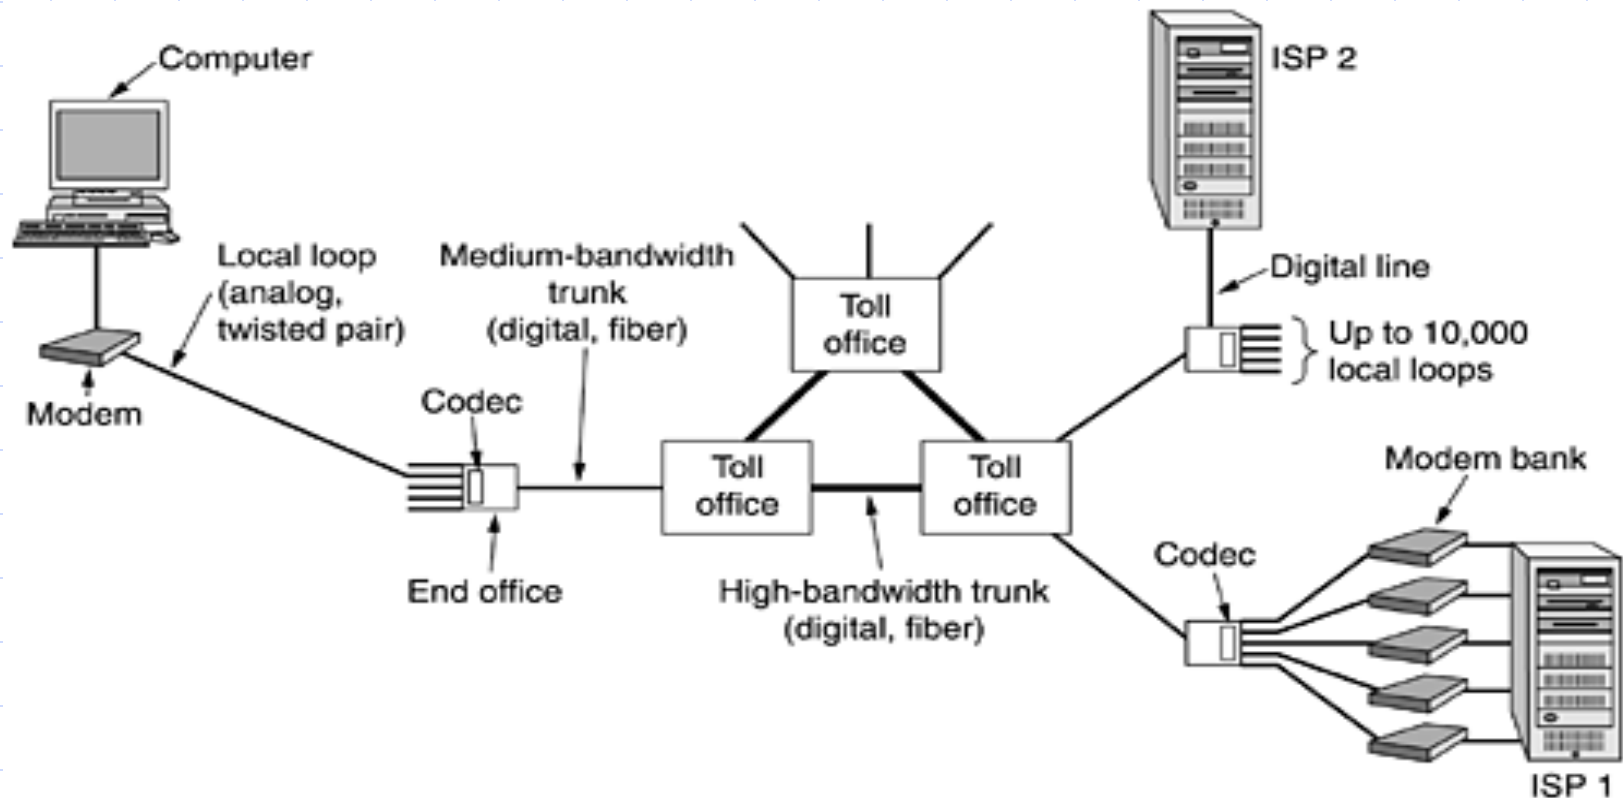 Computer
ISP 2
Local loop
(analog,
twisted pair)
Medium-bandwidth
trunk
(digital, fiber)
Toll
office
Digital line
Up to 10,000
local loops
Modem
Codec
Toll
office
Toll
office
Modem bank
End office
High-bandwidth trunk
(digital, fiber)
Codec
ISP 1